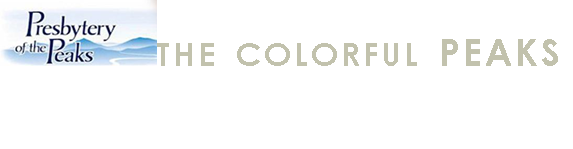 Presbytery
of the
Peaks
THE COLORFUL PEAKS